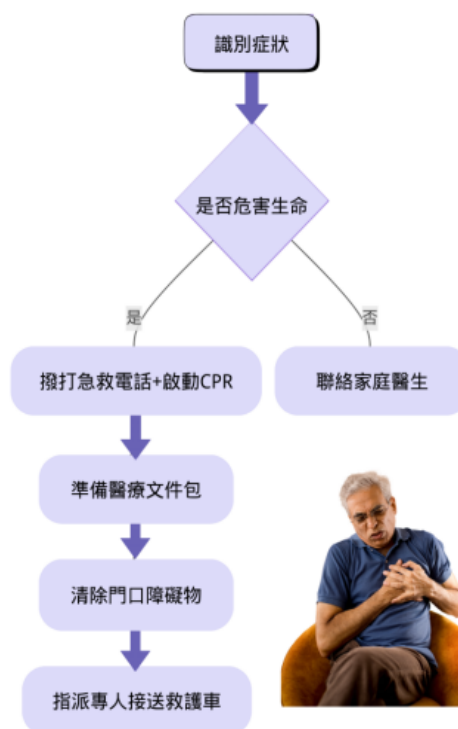 識別症狀
是否危害生命
是
否
撥打急救電話+啟動CPR
聯絡家庭醫生
準備醫療文件包
清除門口障礙物
指派專人接送救護車